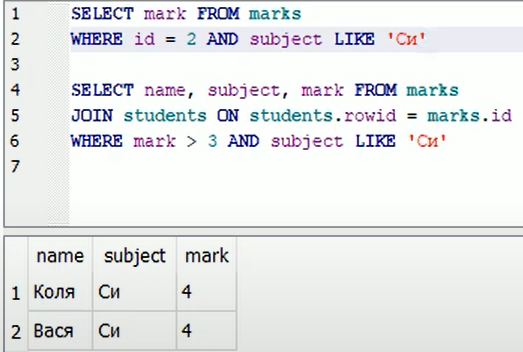 1 SELECT mark FROM marks
2 WHERE id = 2 AND subject LIKE 'Си'
3
4 SELECT name, subject, mark FROM marks
5 JOIN students ON students.rowid = marks.id
6 WHERE mark > 3 AND subject LIKE 'Си'
7
name subject mark
1 Коля Си 4
2 Вася Си 4